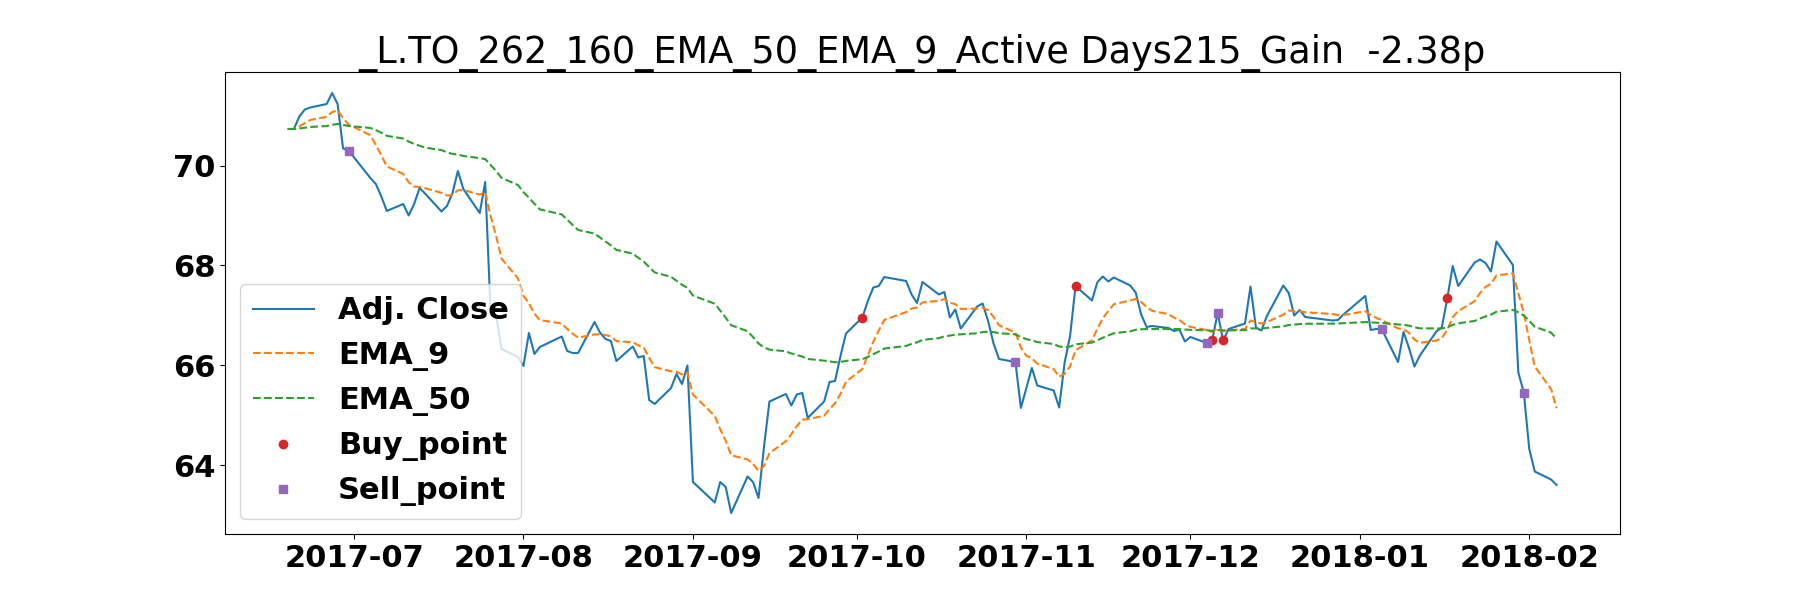 _L.TO_262_160_EMA_50_EMA_9_Active Days215_Gain  -2.38p
70
68
66
64
Adj. Close
EMA_9
EMA_50
Buy_point
Sell_point
2017-07 2017-08 2017-09 2017-10 2017-11 2017-12 2018-01 2018-02